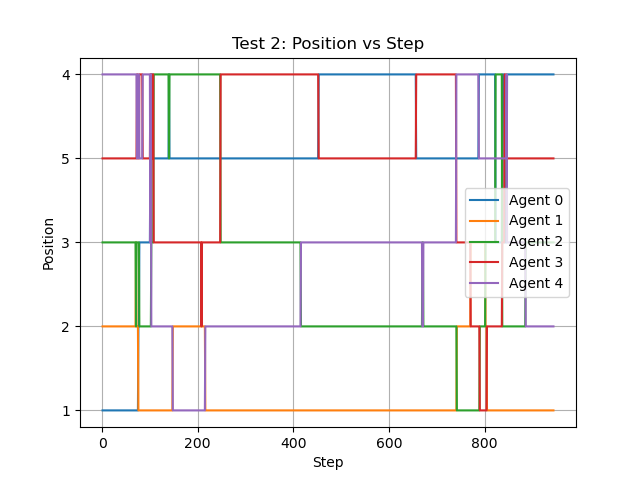 Test 2: Position vs Step
4
5
3
2
1
Position
0
200
400
600
800
Step
Agent 0
Agent 1
Agent 2
Agent 3
Agent 4